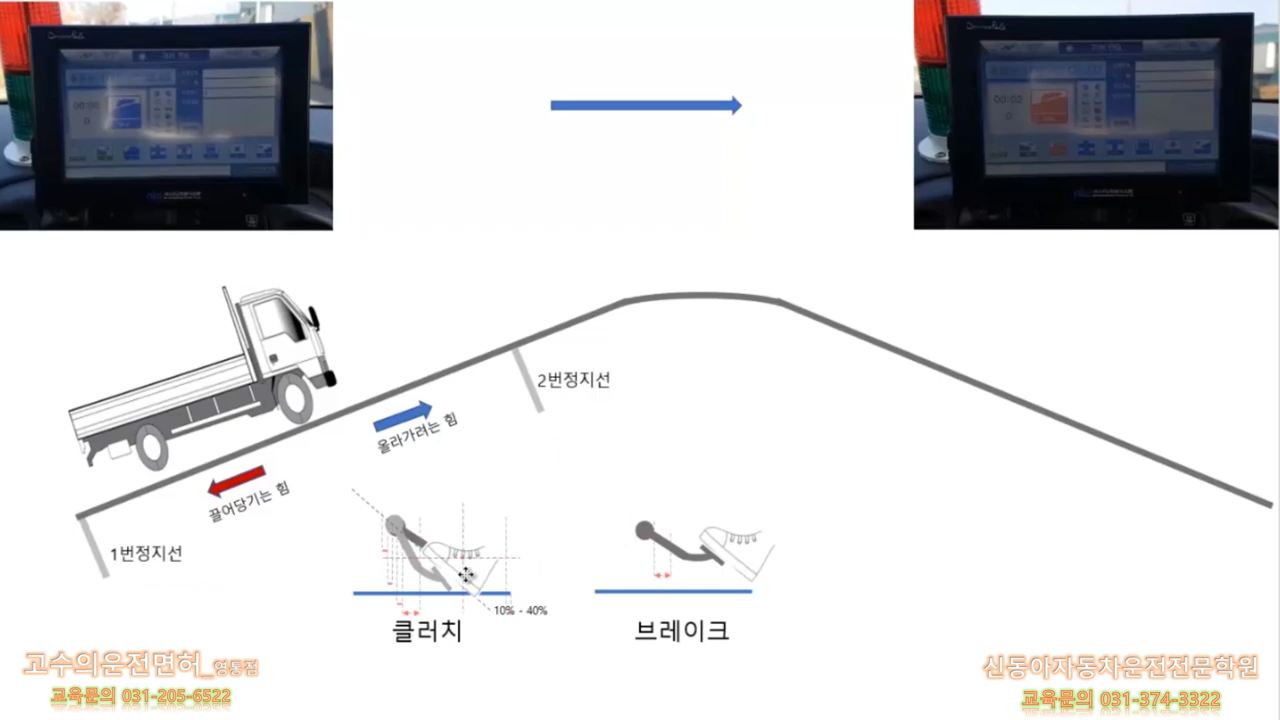 올라가려는 힘
끌어당기는 힘
2번정지선
1번정지선
10% - 40%
클러치
브레이크
고수의운전면허_영통점
교육문의 031-205-6522
신동아자동차운전전문학원
교육문의 031-374-3322